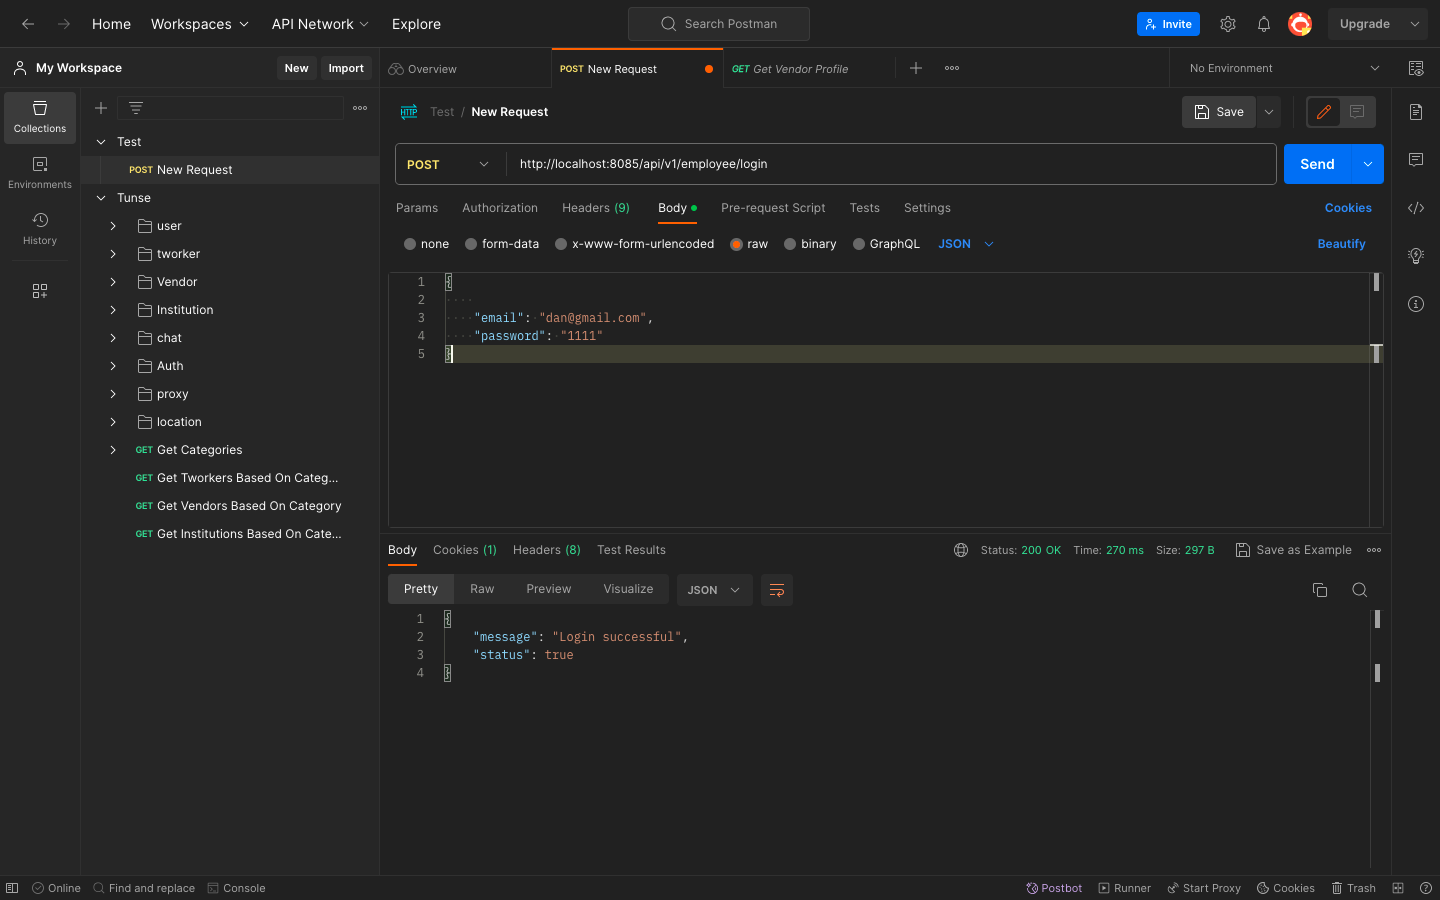 Home Workspaces API Network Explore Search Postman Invite Upgrade
My Workspace New Import Overview POST New Request GET Get Vendor Profile No Environment
Collections
Environments
History
Test
POST New Request
Tunse
user
tworker
Vendor
Institution
chat
Auth
proxy
location
GET Get Categories
GET Get Tworkers Based On Categ...
GET Get Vendors Based On Category
GET Get Institutions Based On Cate...
HTTP Test / New Request Save
POST http://localhost:8085/api/v1/employee/login Send
Params Authorization Headers (9) Body Pre-request Script Tests Settings Cookies
none form-data x-www-form-urlencoded raw binary GraphQL JSON Beautify
1 {
2 ····
3 ····"email":·"dan@gmail.com",
4 ····"password":·"1111"
5 }
Body Cookies (1) Headers (8) Test Results Status: 200 OK Time: 270 ms Size: 297 B Save as Example
Pretty Raw Preview Visualize JSON
1 {
2 "message": "Login successful",
3 "status": true
4 }
Online Find and replace Console Postbot Runner Start Proxy Cookies Trash